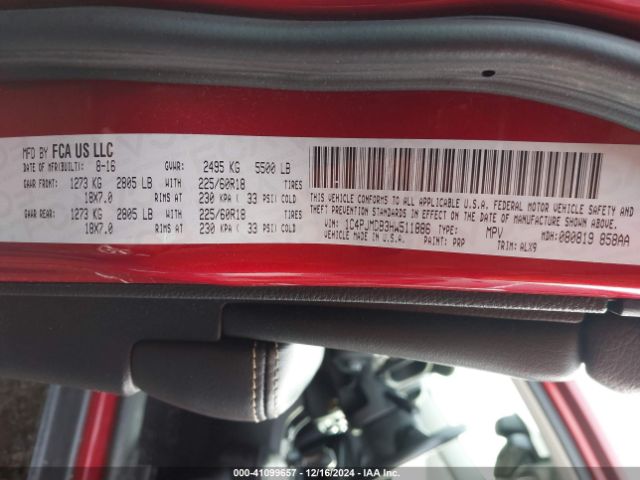 MFD BY FCA US LLC
DATE OF MFR(BUILT): 8-16 GVWR: 2495 KG 5500 LB
GAWR FRONT: 1273 KG 2805 LB WITH 225/60R18 TIRES
18X7.0 RIMS AT 230 KPA ( 33 PSI) COLD
GAWR REAR: 1273 KG 2805 LB WITH 225/60R18 TIRES
18X7.0 RIMS AT 230 KPA ( 33 PSI) COLD
THIS VEHICLE CONFORMS TO ALL APPLICABLE U.S.A. FEDERAL MOTOR VEHICLE SAFETY AND
THEFT PREVENTION STANDARDS IN EFFECT ON THE DATE OF MANUFACTURE SHOWN ABOVE.
VIN: 1C4PJMDB3HW511886 TYPE: MPV MDH: 080819 858AA
VEHICLE MADE IN U.S.A. PAINT: PRP TRIM: ALX9
000-41099657 - 12/16/2024 - IAA Inc.